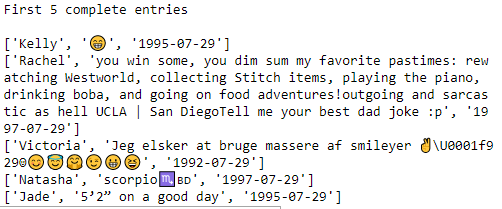 First 5 complete entries
['Kelly', '😁', '1995-07-29']
['Rachel', 'you win some, you dim sum my favorite pastimes: rew
atching Westworld, collecting Stitch items, playing the piano,
drinking boba, and going on food adventures!outgoing and sarcas
tic as hell UCLA | San DiegoTell me your best dad joke :p', '19
97-07-29']
['Victoria', 'Jeg elsker at bruge massere af smileyer ✌\U0001f9
29😊😇🤗😉😀😆', '1992-07-29']
['Natasha', 'scorpio♏ʙᴅ', '1997-07-29']
['Jade', '5’2” on a good day', '1995-07-29']